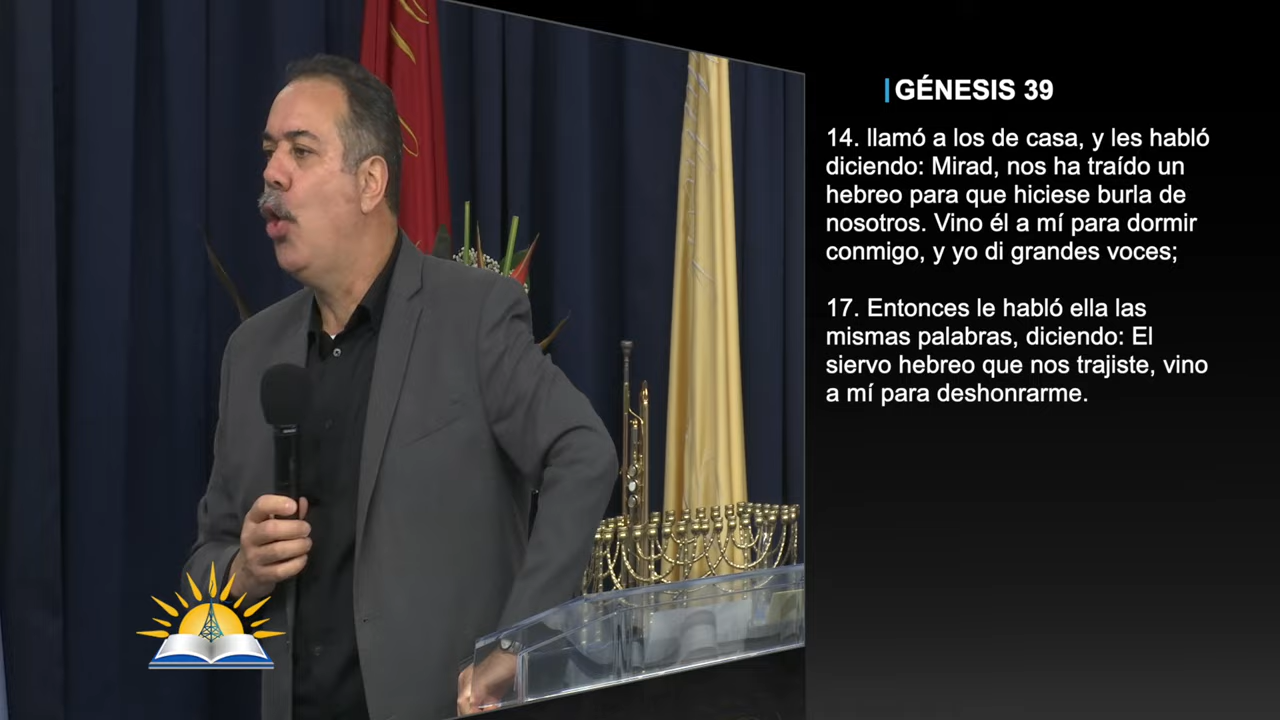 GÉNESIS 39
14. llamó a los de casa, y les habló
diciendo: Mirad, nos ha traído un
hebreo para que hiciese burla de
nosotros. Vino él a mí para dormir
conmigo, y yo di grandes voces;
17. Entonces le habló ella las
mismas palabras, diciendo: El
siervo hebreo que nos trajiste, vino
a mí para deshonrarme.